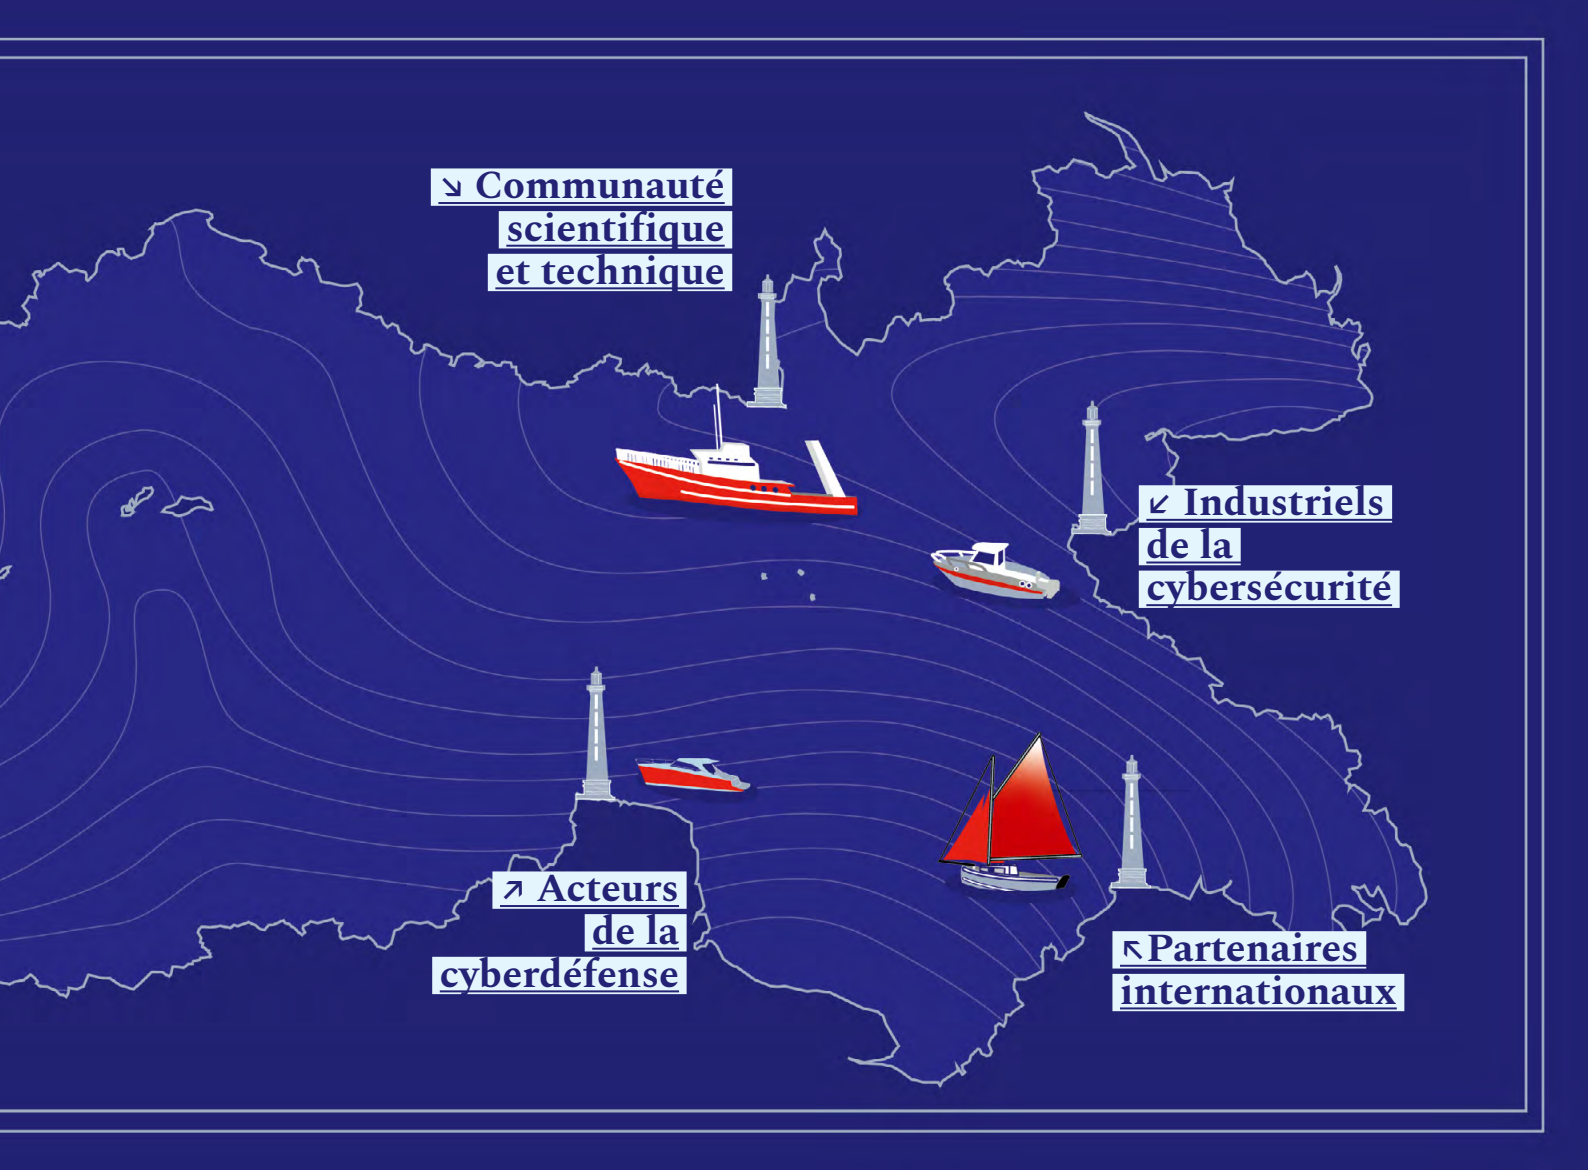 ↘ Communauté
scientifique
et technique
↙ Industriels
de la
cybersécurité
↗ Acteurs
de la
cyberdéfense
↖Partenaires
internationaux